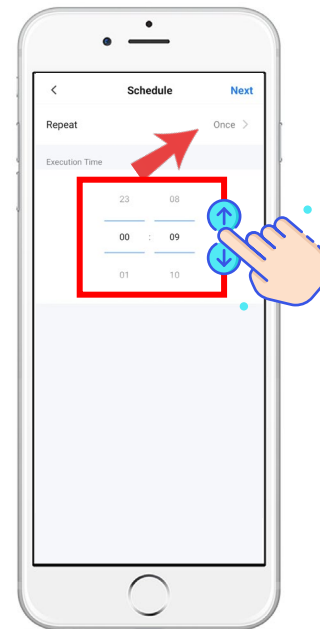 < Schedule Next
Repeat Once >
Execution Time
23 08
00 : 09
01 10